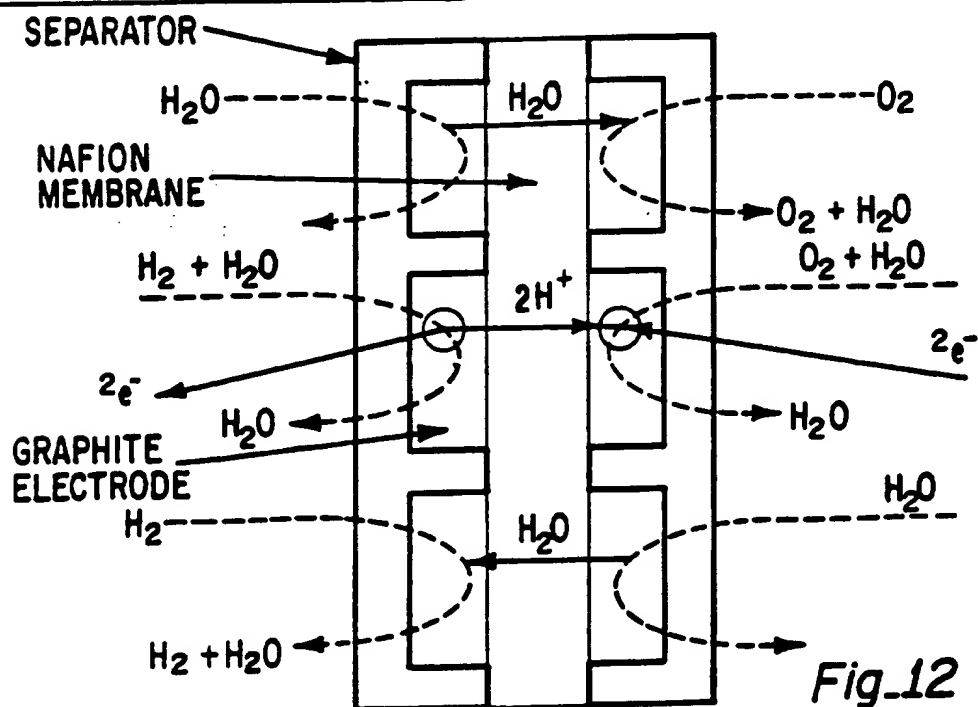 SEPARATOR
H₂O
H₂O
O₂
NAFION
MEMBRANE
O₂ + H₂O
H₂ + H₂O
O₂ + H₂O
2H⁺
2e⁻
2e⁻
H₂O
H₂O
GRAPHITE
ELECTRODE
H₂
H₂O
H₂O
H₂ + H₂O
Fig_12